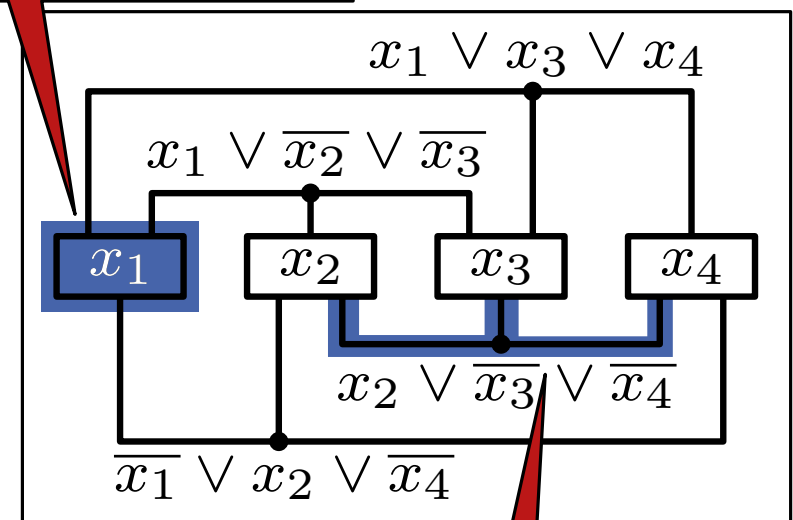 x₁ ∨ x₃ ∨ x₄
x₁ ∨ x̅₂ ∨ x̅₃
x₁ x₂ x₃ x₄
x₂ ∨ x̅₃ ∨ x̅₄
x̅₁ ∨ x₂ ∨ x̅₄